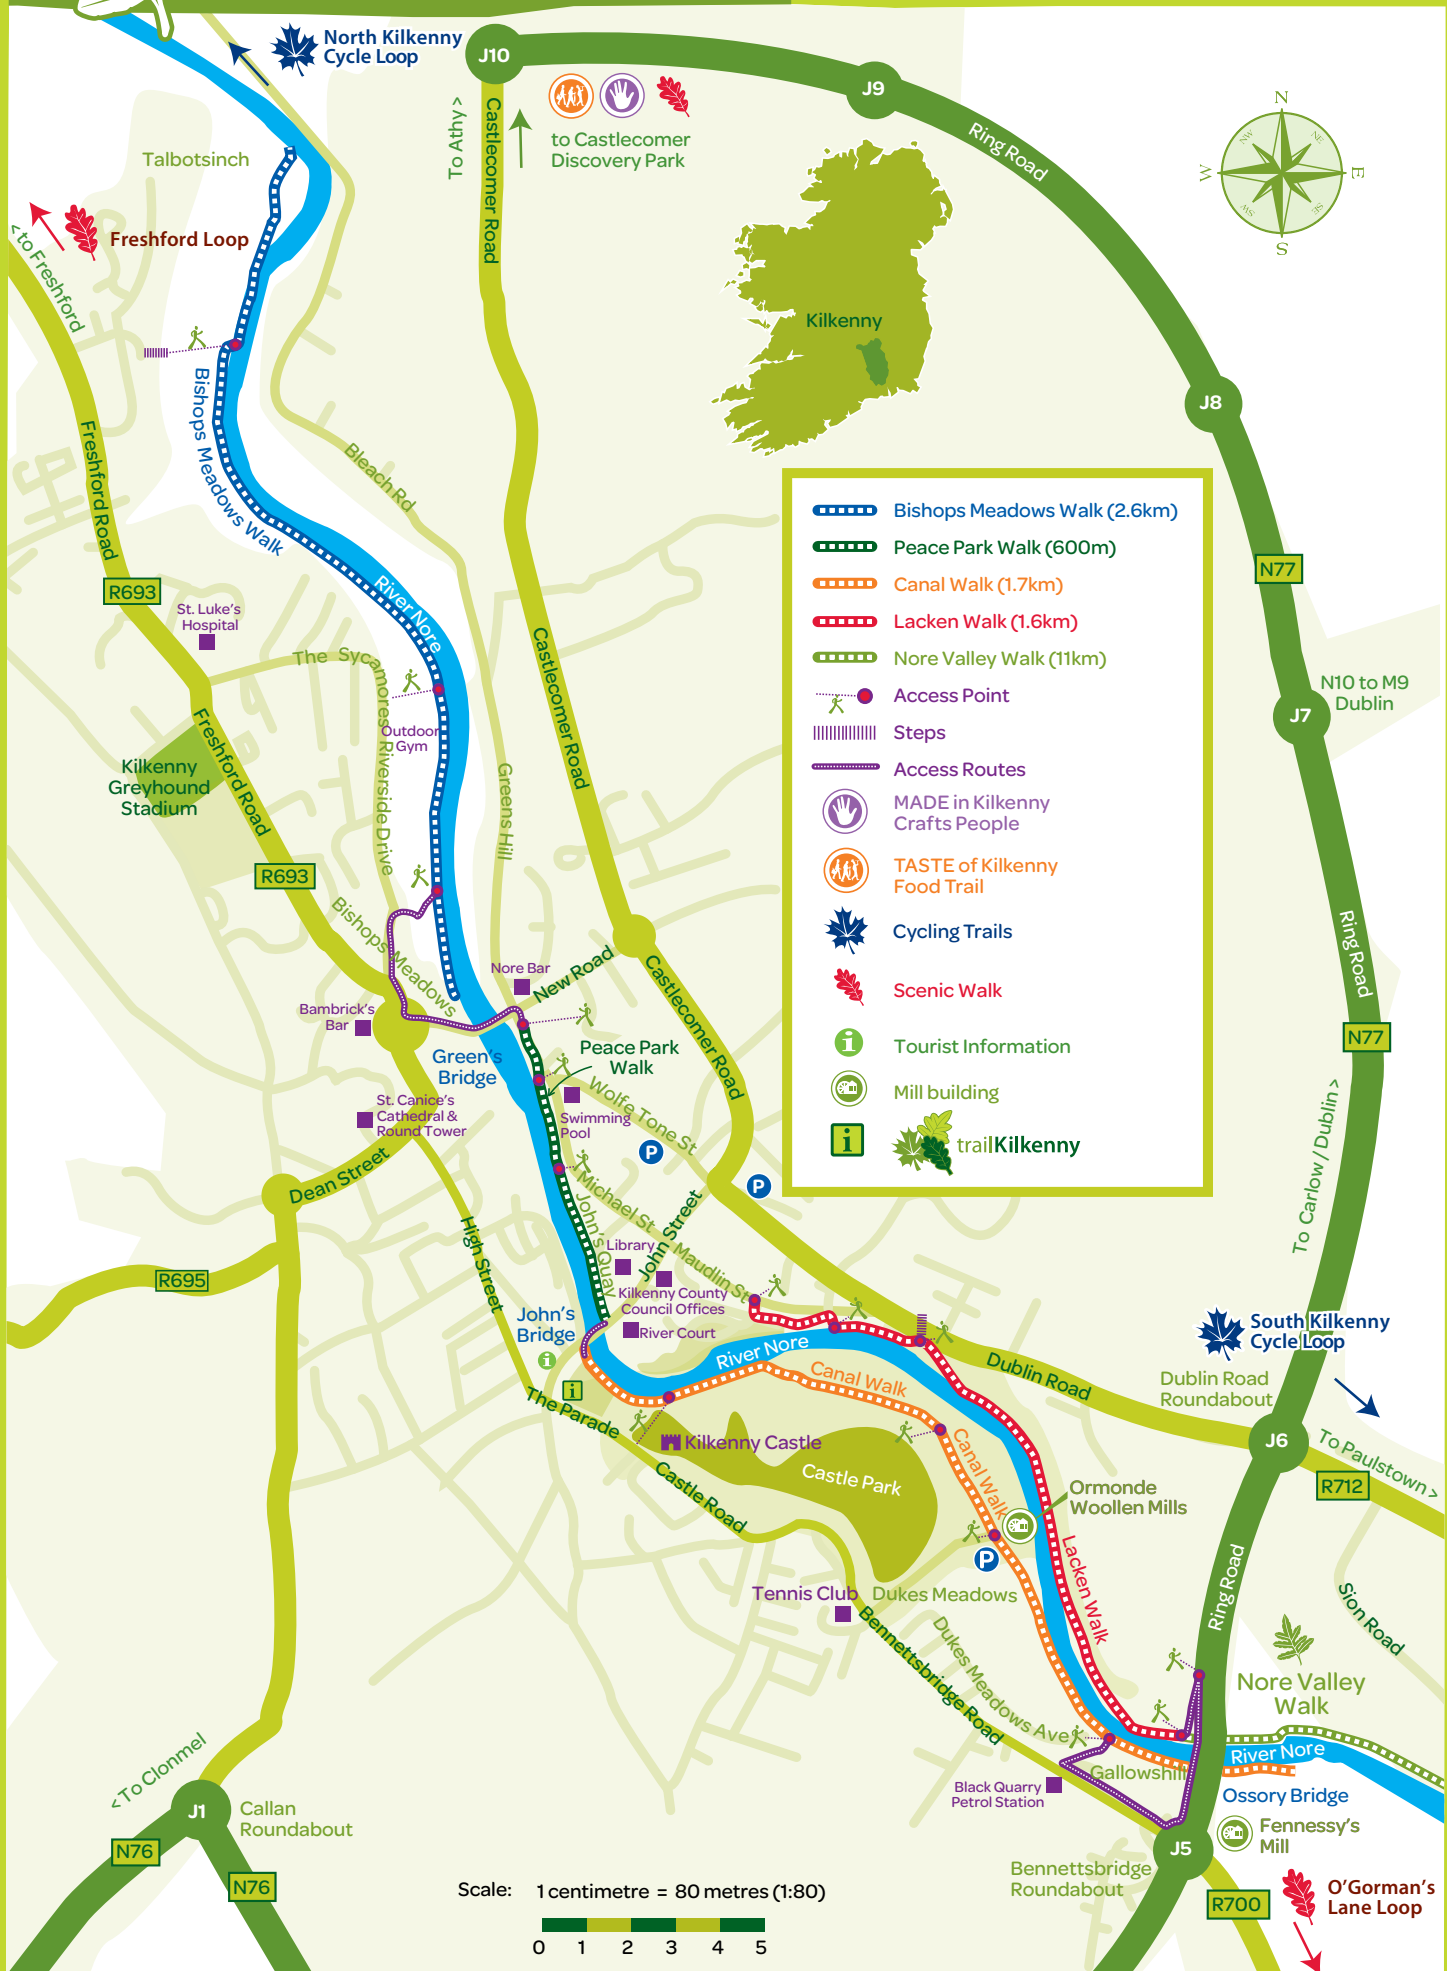 North Kilkenny
Cycle Loop
J10
J9
Ring Road
N
NE
E
SE
S
SW
W
NW
to Castlecomer
Discovery Park
To Athy >
Castlecomer Road
Talbotsinch
Freshford Loop
< to Freshford
Kilkenny
J8
Bishops Meadows Walk
Freshford Road
Bleach Rd
Bishops Meadows Walk (2.6km)
Peace Park Walk (600m)
Canal Walk (1.7km)
Lacken Walk (1.6km)
Nore Valley Walk (11km)
Access Point
Steps
Access Routes
MADE in Kilkenny
Crafts People
TASTE of Kilkenny
Food Trail
Cycling Trails
Scenic Walk
i
Tourist Information
Mill building
i
trailKilkenny
N77
R693
St. Luke's
Hospital
River Nore
The Sycamores
Riverside Drive
Castlecomer Road
N10 to M9
Dublin
J7
Outdoor
Gym
Freshford Road
Kilkenny
Greyhound
Stadium
Greens Hill
R693
Bishops Meadows
Ring Road
Nore Bar
New Road
Castlecomer Road
Bambrick's
Bar
N77
Green's
Bridge
Peace Park
Walk
Wolfe Tone St
St. Canice's
Cathedral &
Round Tower
Swimming
Pool
P
P
Dean Street
Michael St
John's Quay
John Street
To Carlow / Dublin >
High Street
Library
Maudlin St
R695
Kilkenny County
Council Offices
John's
Bridge
River Court
River Nore
South Kilkenny
Cycle Loop
i
i
The Parade
Canal Walk
Dublin Road
Dublin Road
Roundabout
J6
To Paulstown >
R712
Kilkenny Castle
Castle Park
Castle Road
Canal Walk
Ormonde
Woollen Mills
P
Lacken Walk
Ring Road
Sion Road
Tennis Club
Dukes Meadows
Bennettsbridge Road
Dukes Meadows Ave
Nore Valley
Walk
River Nore
Gallowshill
Black Quarry
Petrol Station
Ossory Bridge
< To Clonmel
J1
Callan
Roundabout
N76
N76
Fennessy's
Mill
J5
Bennettsbridge
Roundabout
R700
O'Gorman's
Lane Loop
Scale: 1 centimetre = 80 metres (1:80)
0 1 2 3 4 5